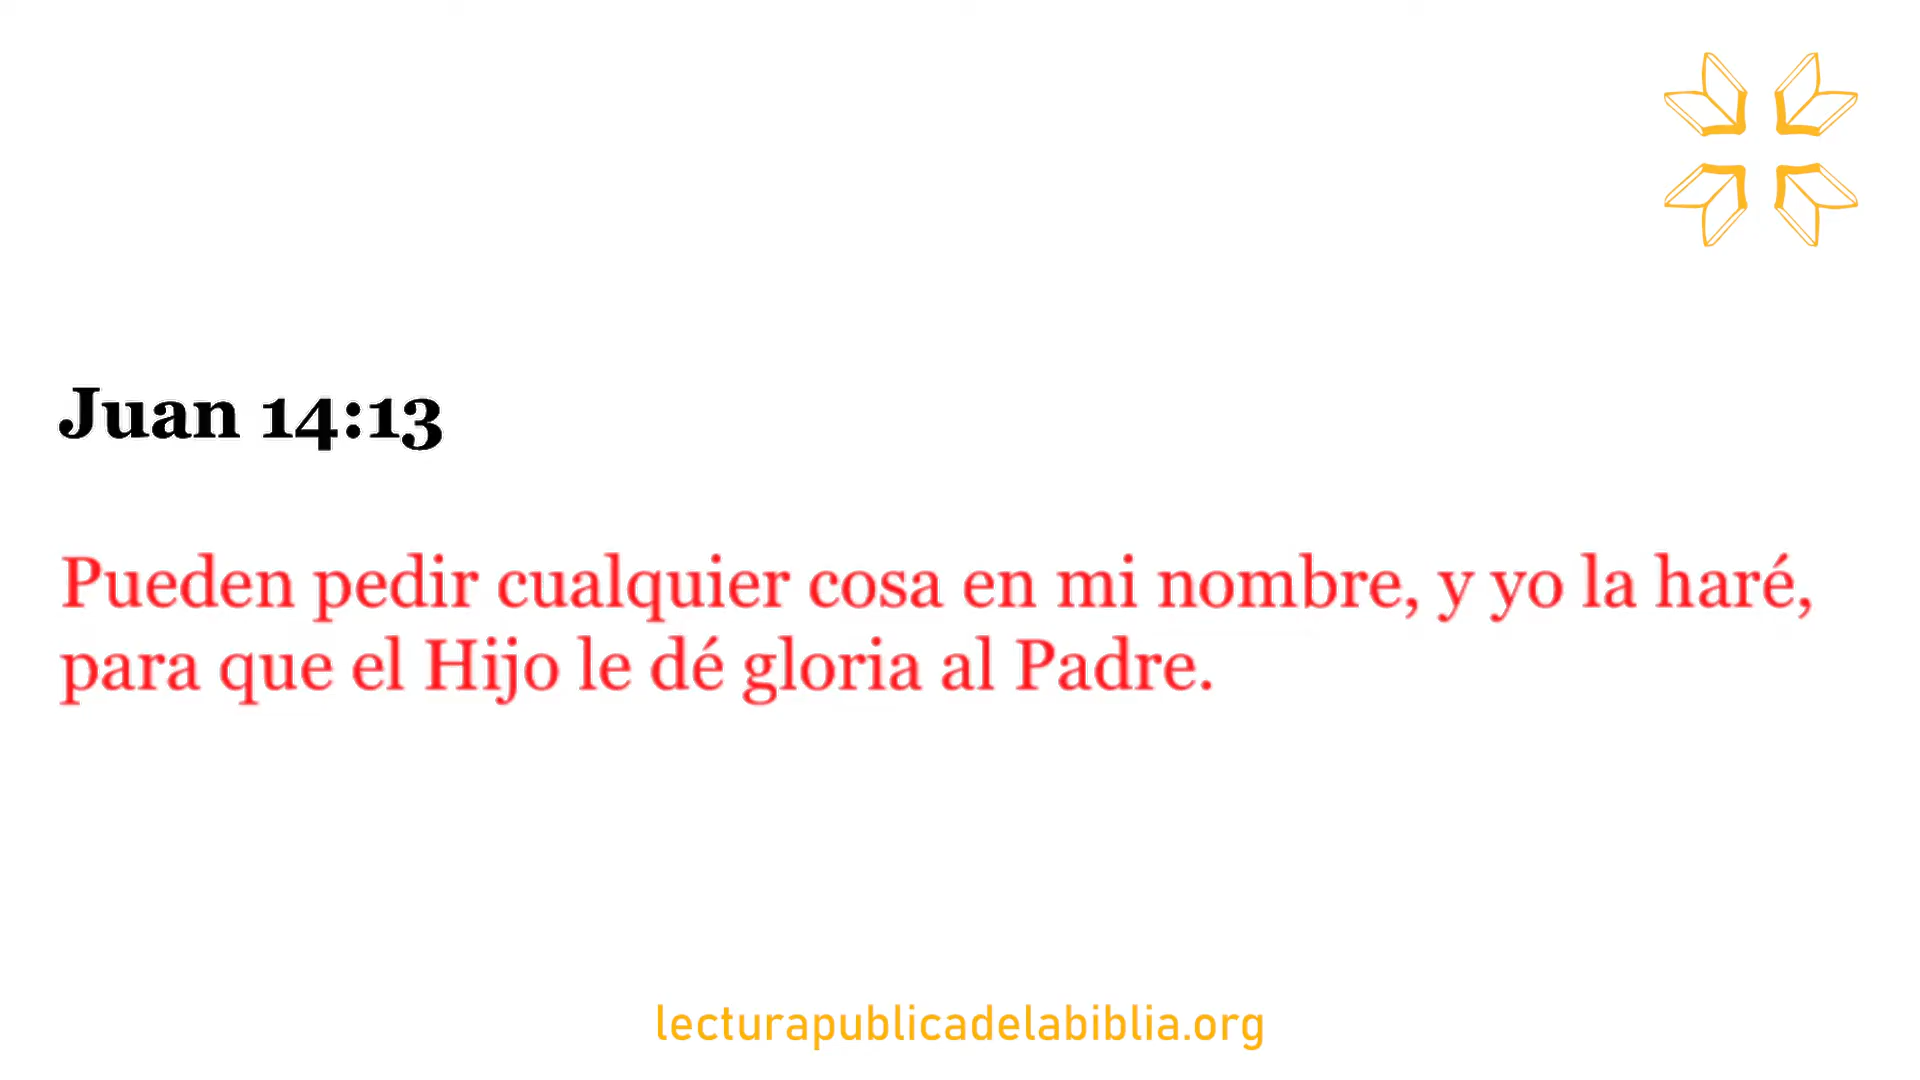 Juan 14:13
Pueden pedir cualquier cosa en mi nombre, y yo la haré,
para que el Hijo le dé gloria al Padre.
lecturapublicadelabiblia.org